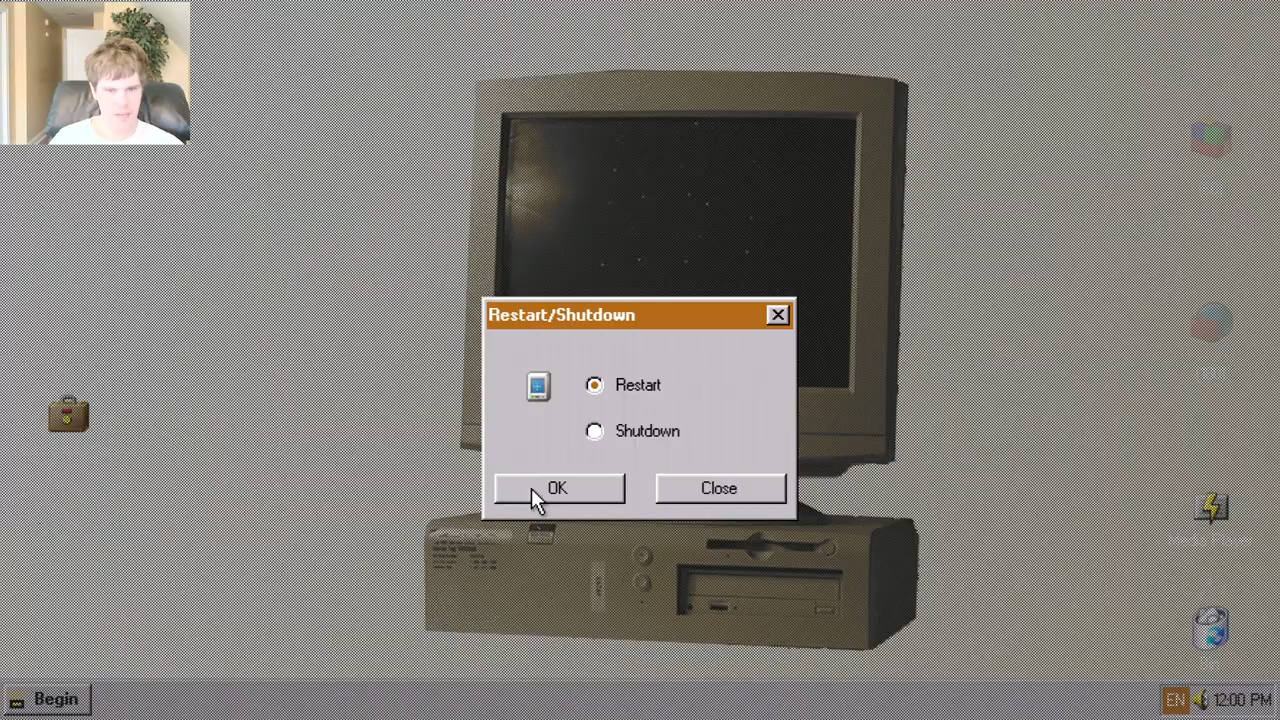 Restart/Shutdown
Restart
Shutdown
OK
Close
Begin
EN
12:00 PM